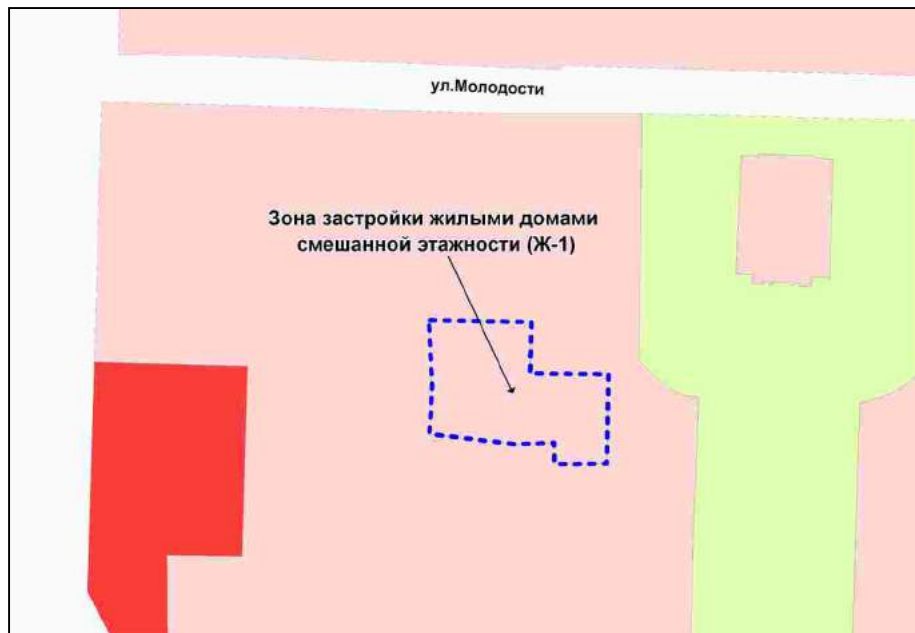 ул.Молодости
Зона застройки жилыми домами
смешанной этажности (Ж-1)